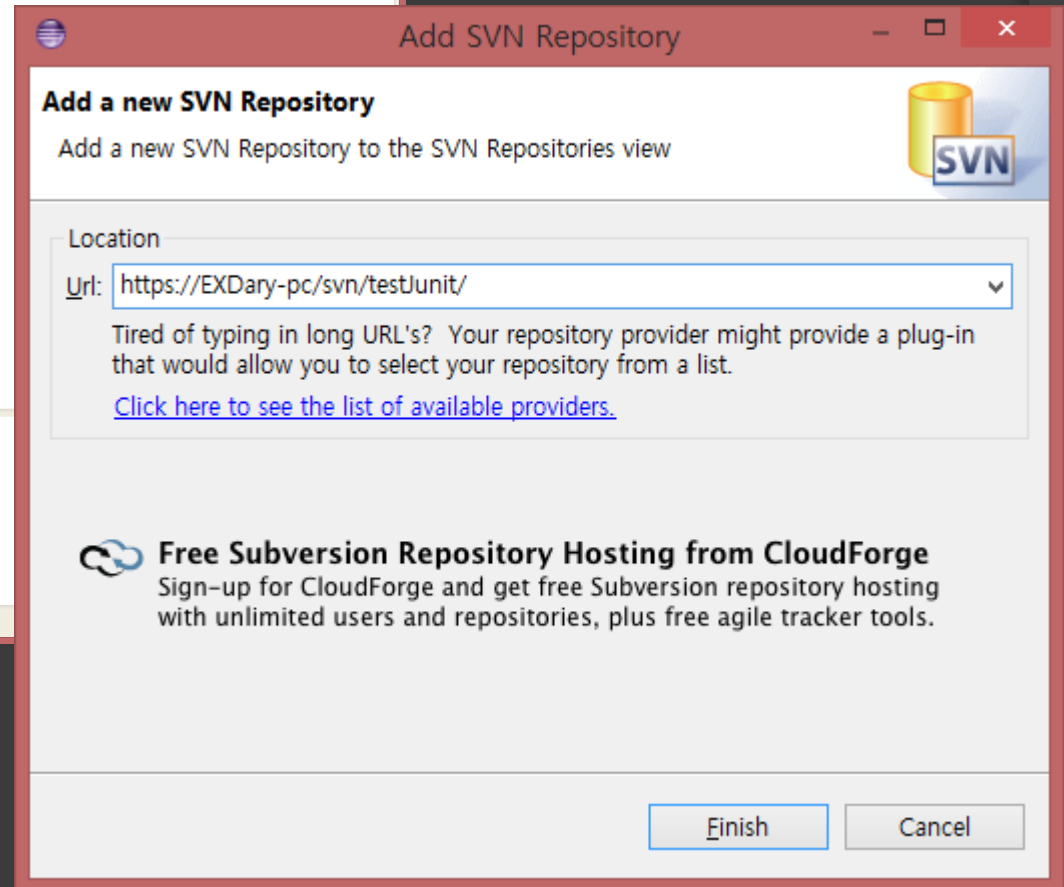 Add SVN Repository
Add a new SVN Repository
Add a new SVN Repository to the SVN Repositories view
SVN
Location
Url: https://EXDary-pc/svn/testJunit/
Tired of typing in long URL's? Your repository provider might provide a plug-in
that would allow you to select your repository from a list.
Click here to see the list of available providers.
Free Subversion Repository Hosting from CloudForge
Sign-up for CloudForge and get free Subversion repository hosting
with unlimited users and repositories, plus free agile tracker tools.
Finish Cancel